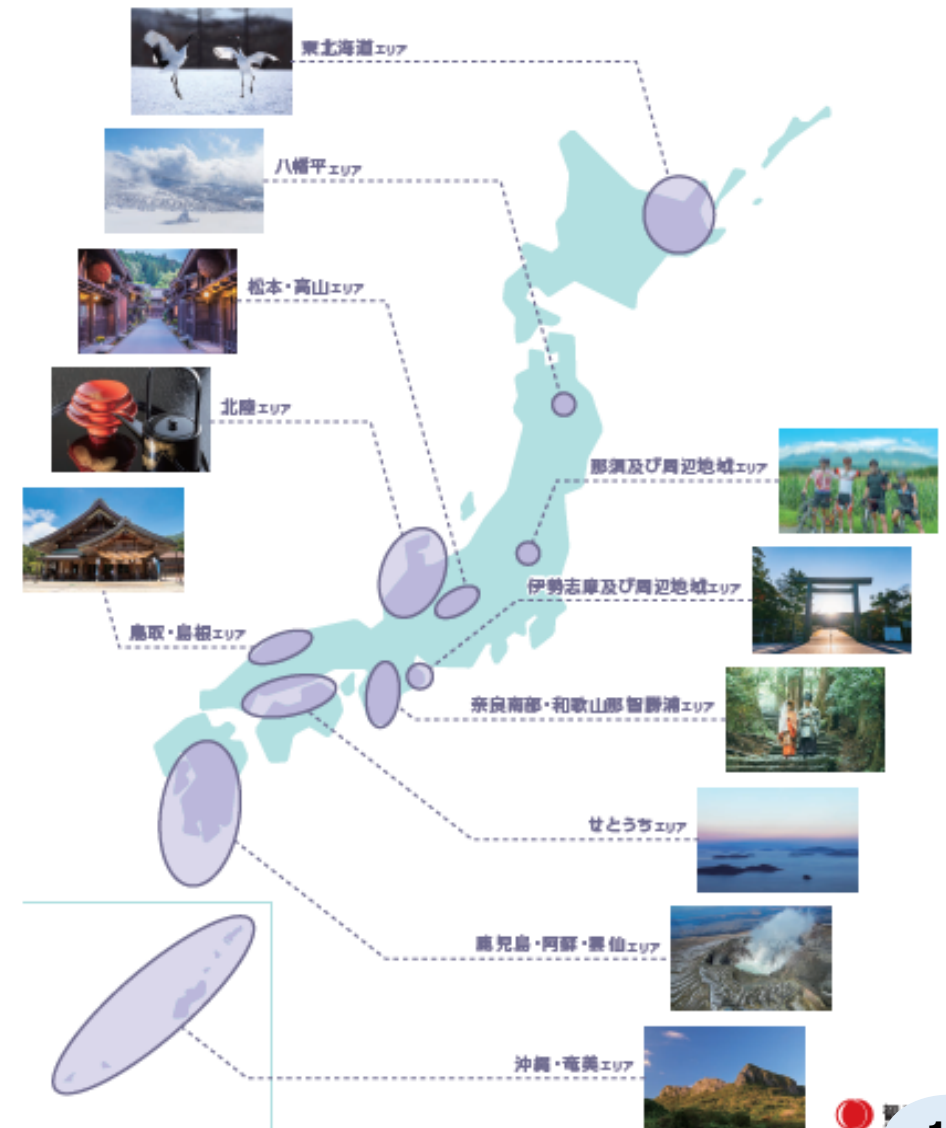 東北海道エリア
八幡平エリア
松本・高山エリア
北陸エリア
那須及び周辺地域エリア
伊勢志摩及び周辺地域エリア
鳥取・島根エリア
奈良南部・和歌山那智勝浦エリア
せとうちエリア
鹿児島・阿蘇・雲仙エリア
沖縄・奄美エリア